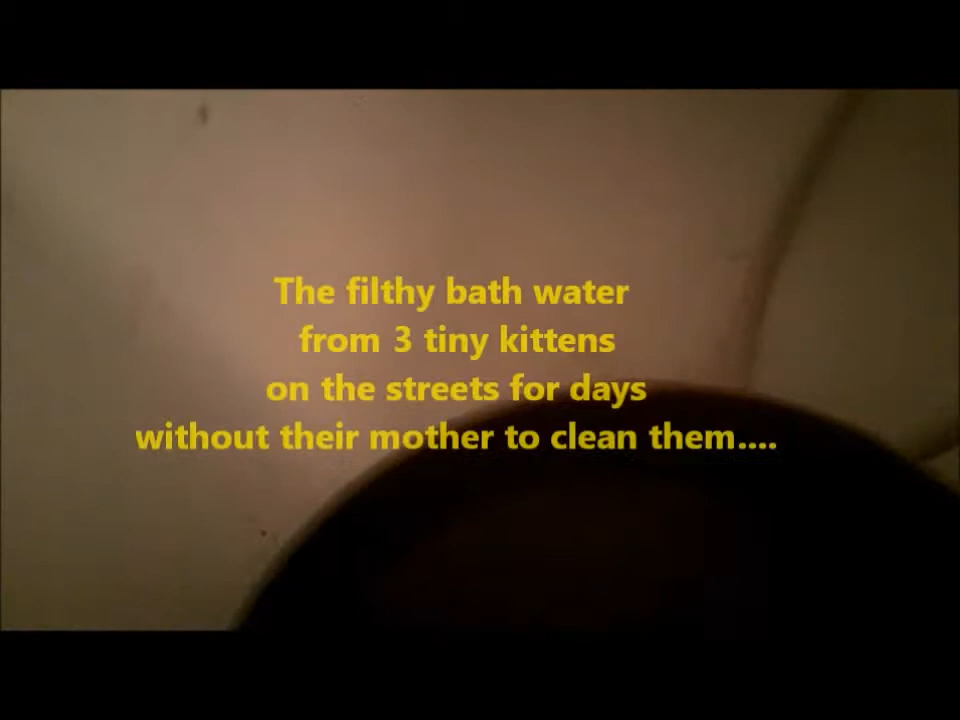 The filthy bath water
from 3 tiny kittens
on the streets for days
without their mother to clean them....